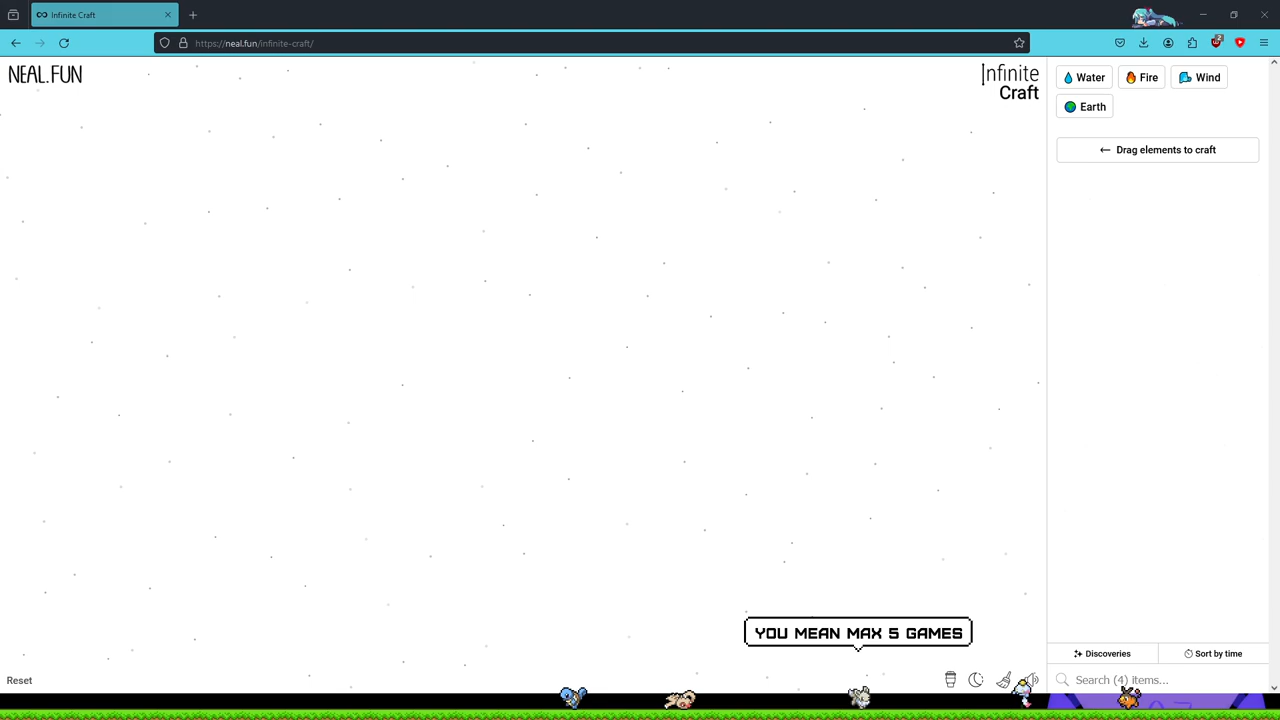 Infinite Craft
https://neal.fun/infinite-craft/
2
NEAL.FUN
Infinite
Craft
Water
Fire
Wind
Earth
← Drag elements to craft
YOU MEAN MAX 5 GAMES
Discoveries
Sort by time
Reset
Search (4) items...